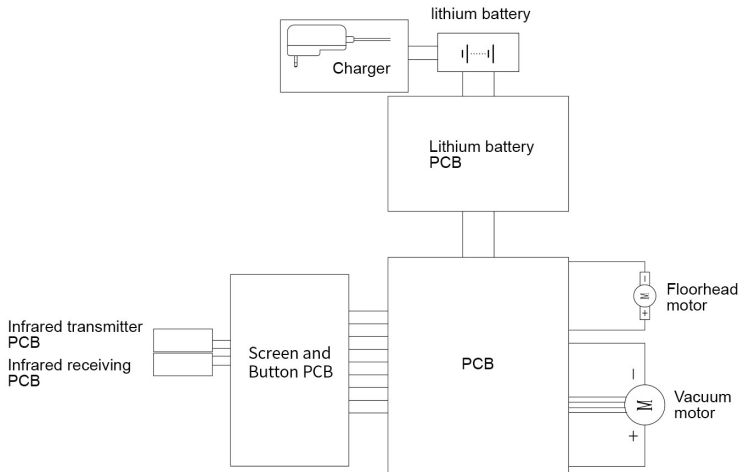 lithium battery
Charger
Lithium battery
PCB
Infrared transmitter
PCB
Infrared receiving
PCB
Screen and
Button PCB
PCB
M
Floorhead
motor
M
Vacuum
motor